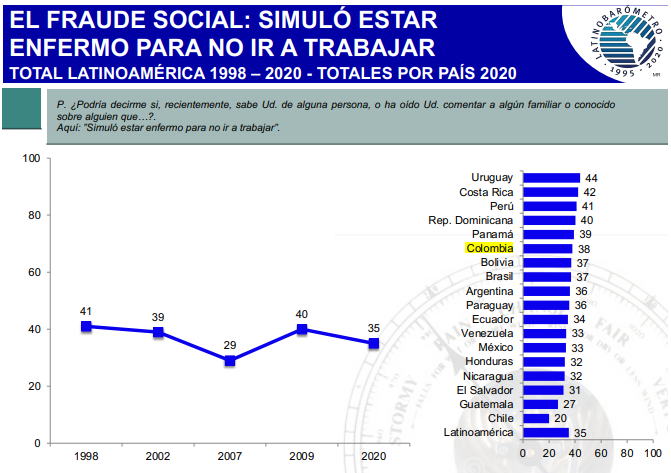 EL FRAUDE SOCIAL: SIMULÓ ESTAR
ENFERMO PARA NO IR A TRABAJAR
TOTAL LATINOAMÉRICA 1998 – 2020 - TOTALES POR PAÍS 2020
LATINOBARÓMETRO
1995 - 2020
MR
P. ¿Podría decirme si, recientemente, sabe Ud. de alguna persona, o ha oído Ud. comentar a algún familiar o conocido
sobre alguien que…?.
Aquí: "Simuló estar enfermo para no ir a trabajar".
100
80
60
40
20
0
41
39
29
40
35
1998
2002
2007
2009
2020
Uruguay 44
Costa Rica 42
Perú 41
Rep. Dominicana 40
Panamá 39
Colombia 38
Bolivia 37
Brasil 37
Argentina 36
Paraguay 36
Ecuador 34
Venezuela 33
México 33
Honduras 32
Nicaragua 32
El Salvador 31
Guatemala 27
Chile 20
Latinoamérica 35
0 20 40 60 80 100
STORMY
RAIN
FAIR